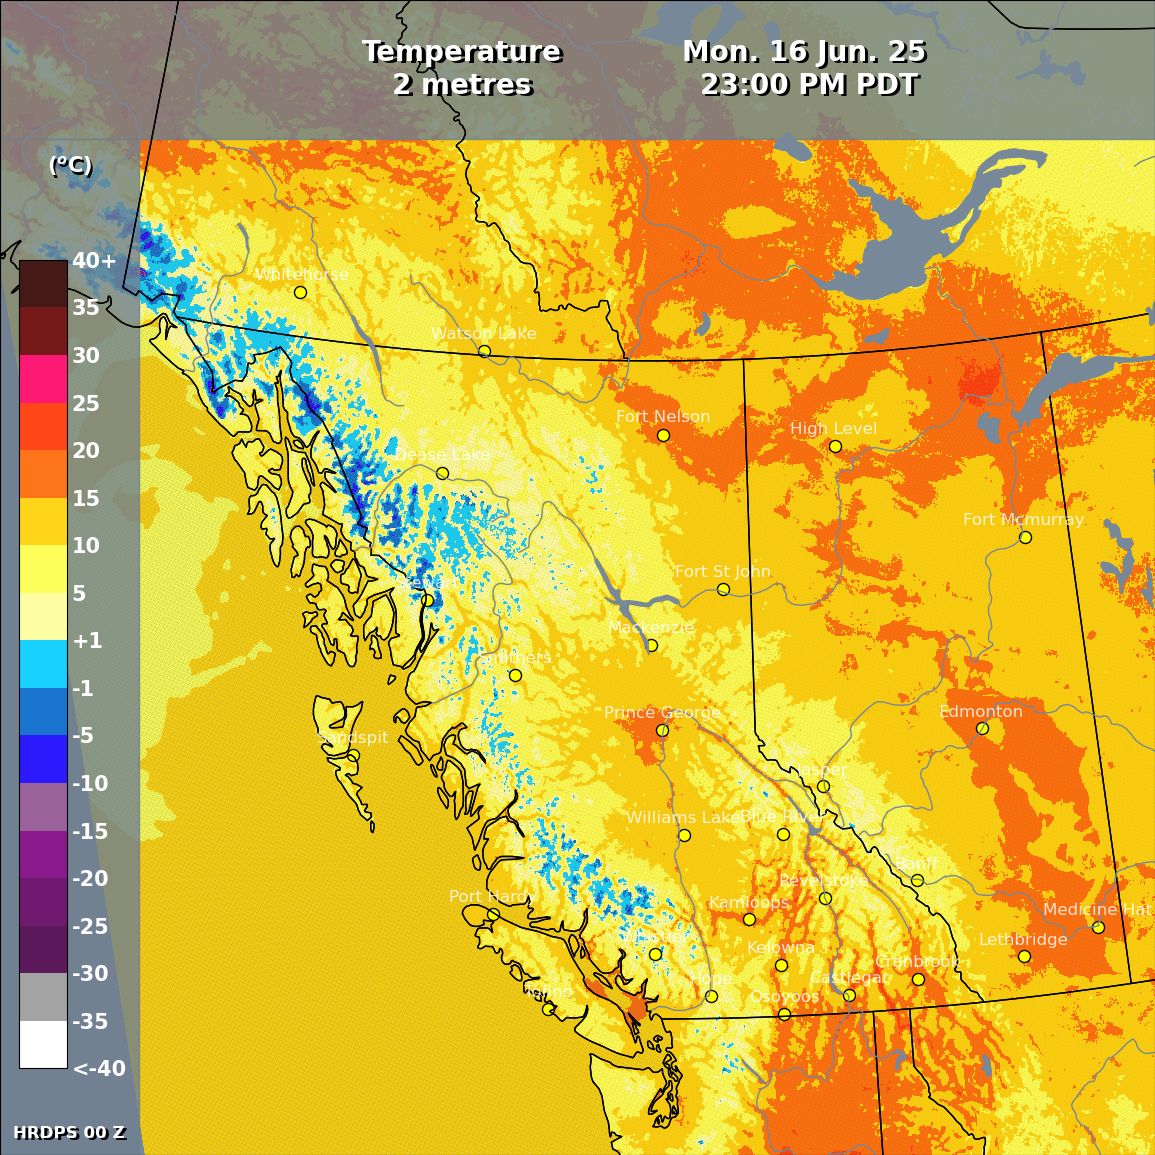 Temperature
2 metres
Mon. 16 Jun. 25
23:00 PM PDT
(°C)
40+
35
30
25
20
15
10
5
+1
-1
-5
-10
-15
-20
-25
-30
-35
<-40
Whitehorse
Watson Lake
Fort Nelson
High Level
Dease Lake
Fort Mcmurray
Fort St John
Stewart
Mackenzie
Smithers
Prince George
Edmonton
Sandspit
Jasper
Williams Lake
Blue River
Banff
Revelstoke
Port Hardy
Kamloops
Medicine Hat
Whistler
Kelowna
Lethbridge
Cranbrook
Hope
Castlegar
Tofino
Osoyoos
HRDPS 00 Z